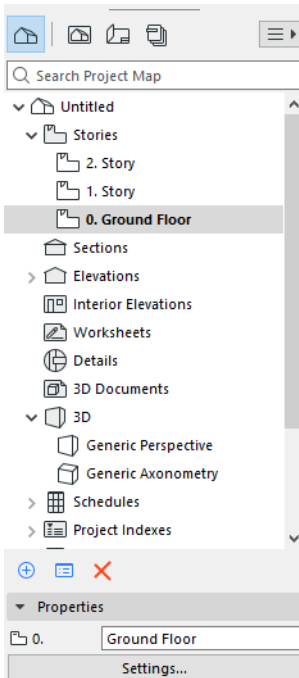 Search Project Map
Untitled
Stories
2. Story
1. Story
0. Ground Floor
Sections
Elevations
Interior Elevations
Worksheets
Details
3D Documents
3D
Generic Perspective
Generic Axonometry
Schedules
Project Indexes
Properties
0. Ground Floor
Settings...